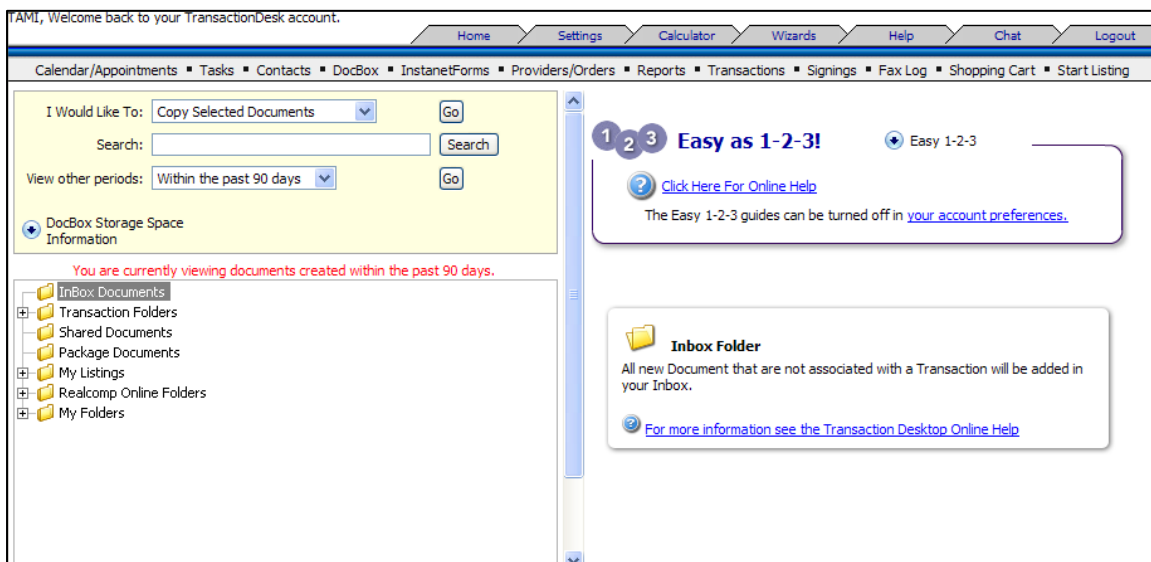 TAMI, Welcome back to your TransactionDesk account.
Home Settings Calculator Wizards Help Chat Logout
Calendar/Appointments ▪ Tasks ▪ Contacts ▪ DocBox ▪ InstanetForms ▪ Providers/Orders ▪ Reports ▪ Transactions ▪ Signings ▪ Fax Log ▪ Shopping Cart ▪ Start Listing
I Would Like To: Copy Selected Documents Go
Search: Search
View other periods: Within the past 90 days Go
DocBox Storage Space
Information
You are currently viewing documents created within the past 90 days.
InBox Documents
Transaction Folders
Shared Documents
Package Documents
My Listings
Realcomp Online Folders
My Folders
1 2 3 Easy as 1-2-3! Easy 1-2-3
Click Here For Online Help
The Easy 1-2-3 guides can be turned off in your account preferences.
Inbox Folder
All new Document that are not associated with a Transaction will be added in
your Inbox.
For more information see the Transaction Desktop Online Help